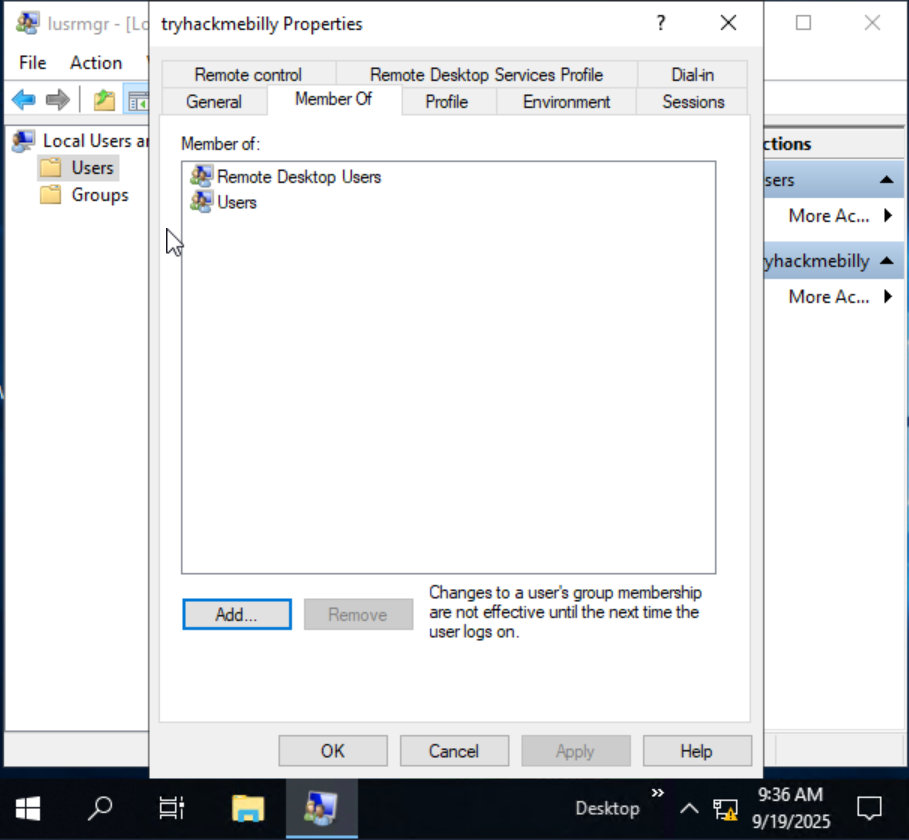 lusrmgr - [Lo
tryhackmebilly Properties
?
File
Action
Remote control
Remote Desktop Services Profile
Dial-in
General
Member Of
Profile
Environment
Sessions
Local Users a
Users
Groups
Member of:
Remote Desktop Users
Users
Add...
Remove
Changes to a user's group membership
are not effective until the next time the
user logs on.
OK
Cancel
Apply
Help
ctions
sers
More Ac...
yhackmebilly
More Ac...
Desktop
9:36 AM
9/19/2025